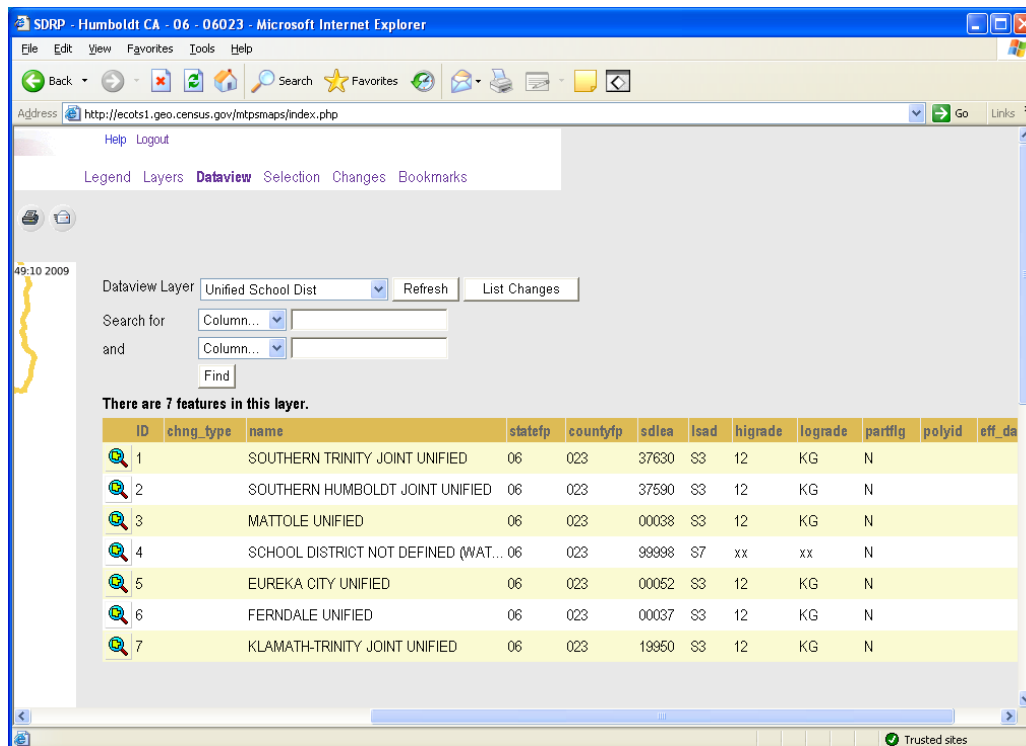 SDRP - Humboldt CA - 06 - 06023 - Microsoft Internet Explorer
File Edit View Favorites Tools Help
Back Search Favorites
Address http://ecots1.geo.census.gov/mtpsmaps/index.php Go Links
Help Logout
Legend Layers Dataview Selection Changes Bookmarks
49:10 2009
Dataview Layer Unified School Dist Refresh List Changes
Search for Column...
and Column...
Find
There are 7 features in this layer.
ID chng_type name statefp countyfp sdlea lsad higrade lograde partflg polyid eff_da
1 SOUTHERN TRINITY JOINT UNIFIED 06 023 37630 S3 12 KG N
2 SOUTHERN HUMBOLDT JOINT UNIFIED 06 023 37590 S3 12 KG N
3 MATTOLE UNIFIED 06 023 00038 S3 12 KG N
4 SCHOOL DISTRICT NOT DEFINED (WAT... 06 023 99998 S7 xx xx N
5 EUREKA CITY UNIFIED 06 023 00052 S3 12 KG N
6 FERNDALE UNIFIED 06 023 00037 S3 12 KG N
7 KLAMATH-TRINITY JOINT UNIFIED 06 023 19950 S3 12 KG N
Trusted sites